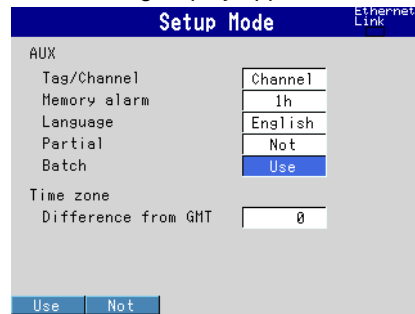 Setup Mode
Ethernet
Link
AUX
Tag/Channel Channel
Memory alarm 1h
Language English
Partial Not
Batch Use
Time zone
Difference from GMT 0
Use Not